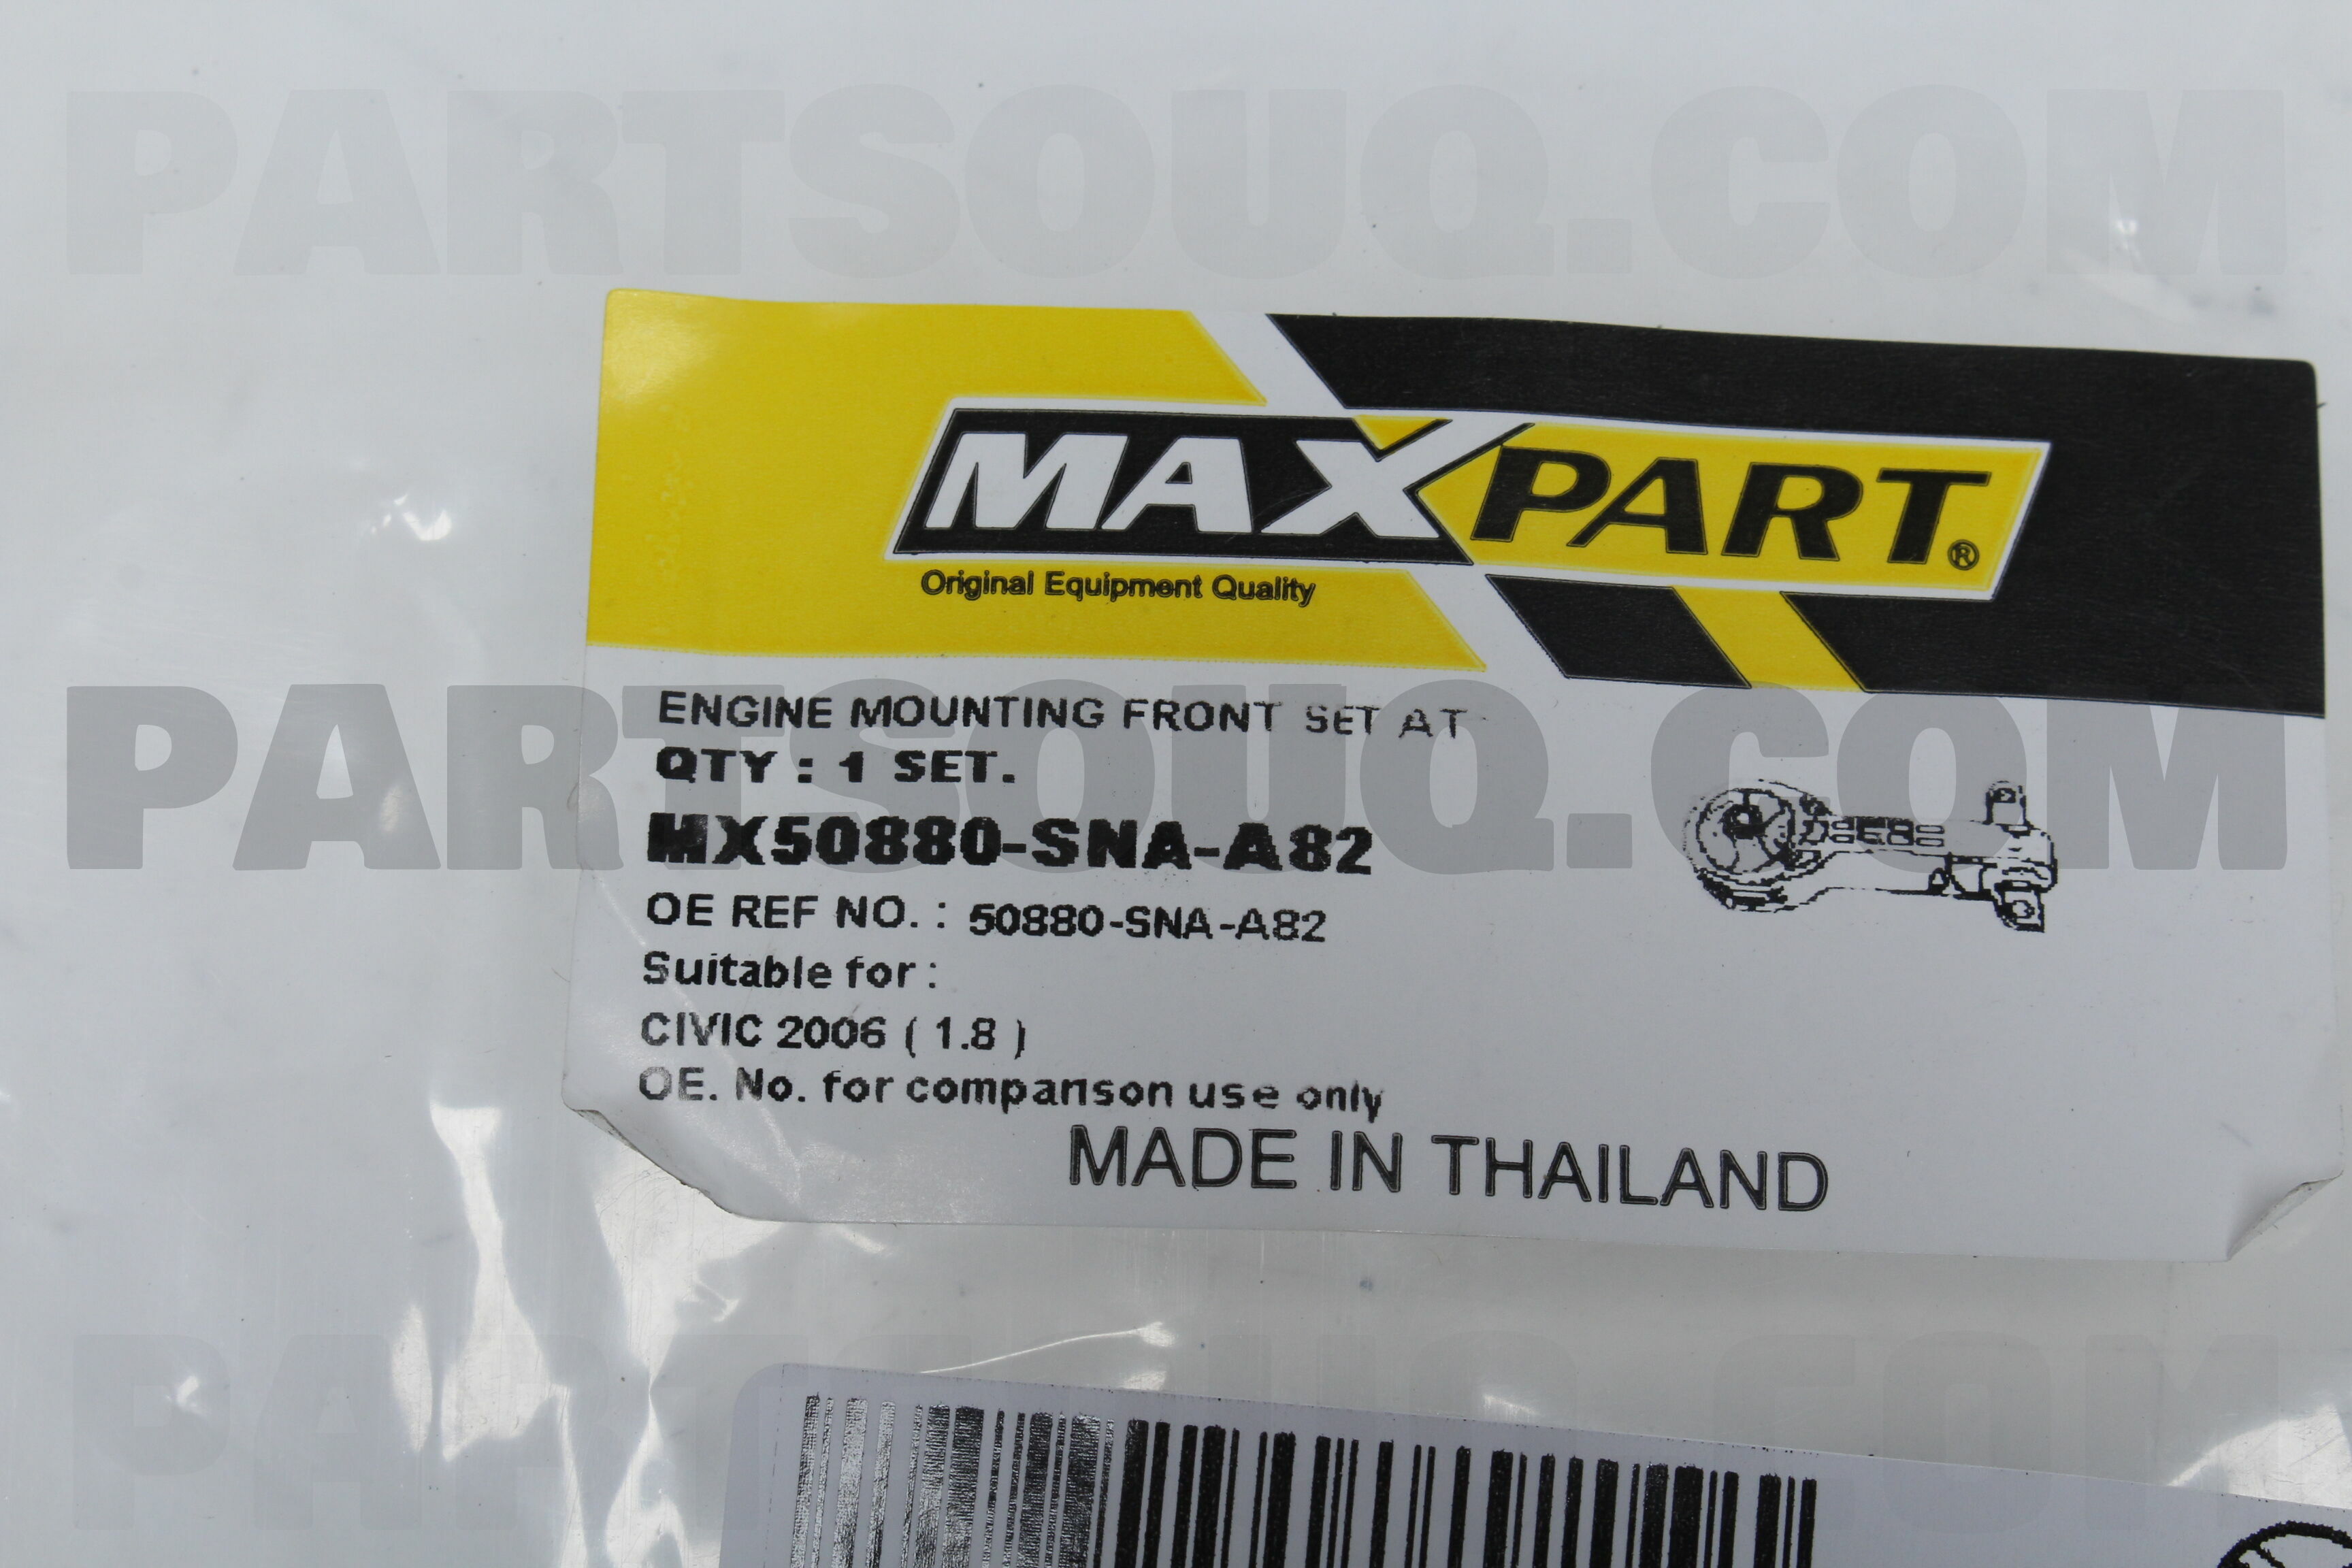 PARTSOUQ.COM
MAXPART®
Original Equipment Quality
PARTSOUQ.COM
ENGINE MOUNTING FRONT SET AT
QTY : 1 SET.
MX50880-SNA-A82
OE REF NO. : 50880-SNA-A82
Suitable for :
CIVIC 2006 ( 1.8 )
OE. No. for comparison use only
MADE IN THAILAND
PARTSOUQ.COM